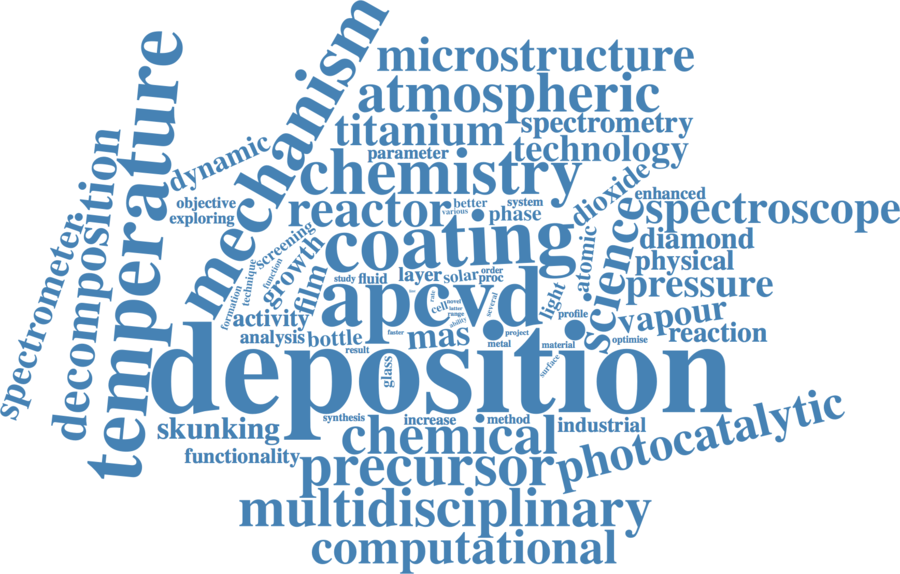 mechanism
microstructure
temperature
atmospheric
titanium
spectrometry
parameter
technology
dynamic
decomposition
chemistry
dioxide
enhanced
objective
exploring
reactor
better
various
system
phase
spectroscope
spectrometer
screening
coating
science
diamond
growth
technique
function
formation
film
study
fluid
layer
solar
order
proc
atomic
physical
pressure
apcvd
rate
cell
novel
lattice
range
ability
several
light
profile
vapour
activity
analysis
bottle
result
faster
mas
metal
project
material
optimise
reaction
deposition
glass
surface
skunking
synthesis
increase
method
industrial
functionality
chemical
photocatalytic
precursor
multidisciplinary
computational